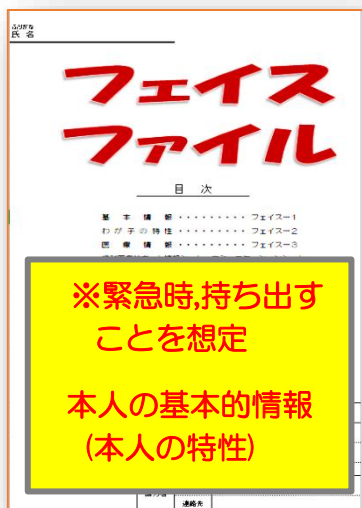 ふりがな
氏名
フェイス
ファイル
目 次
基本情報・・・・・・・・・フェイスー1
わが子の特性・・・・・・・・・フェイスー2
医療情報・・・・・・・・・フェイスー3
※緊急時,持ち出す
ことを想定
本人の基本的情報
(本人の特性)
連絡先